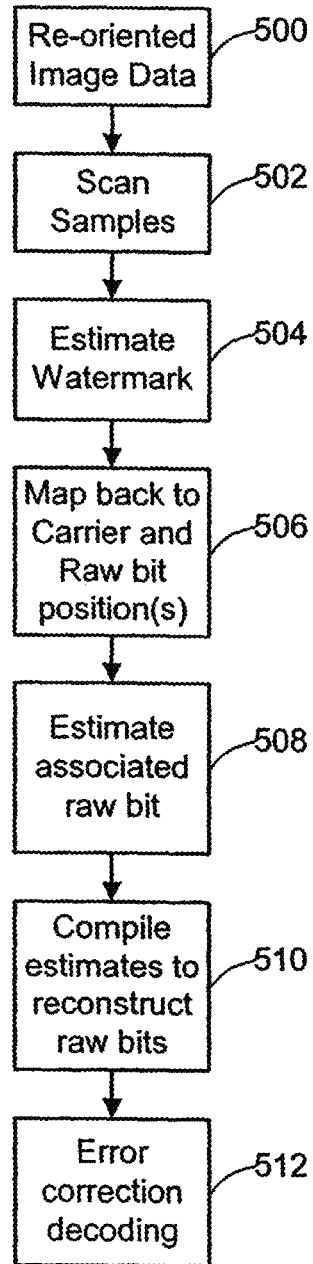 Re-oriented
Image Data
500
Scan
Samples
502
Estimate
Watermark
504
Map back to
Carrier and
Raw bit
position(s)
506
Estimate
associated
raw bit
508
Compile
estimates to
reconstruct
raw bits
510
Error
correction
decoding
512